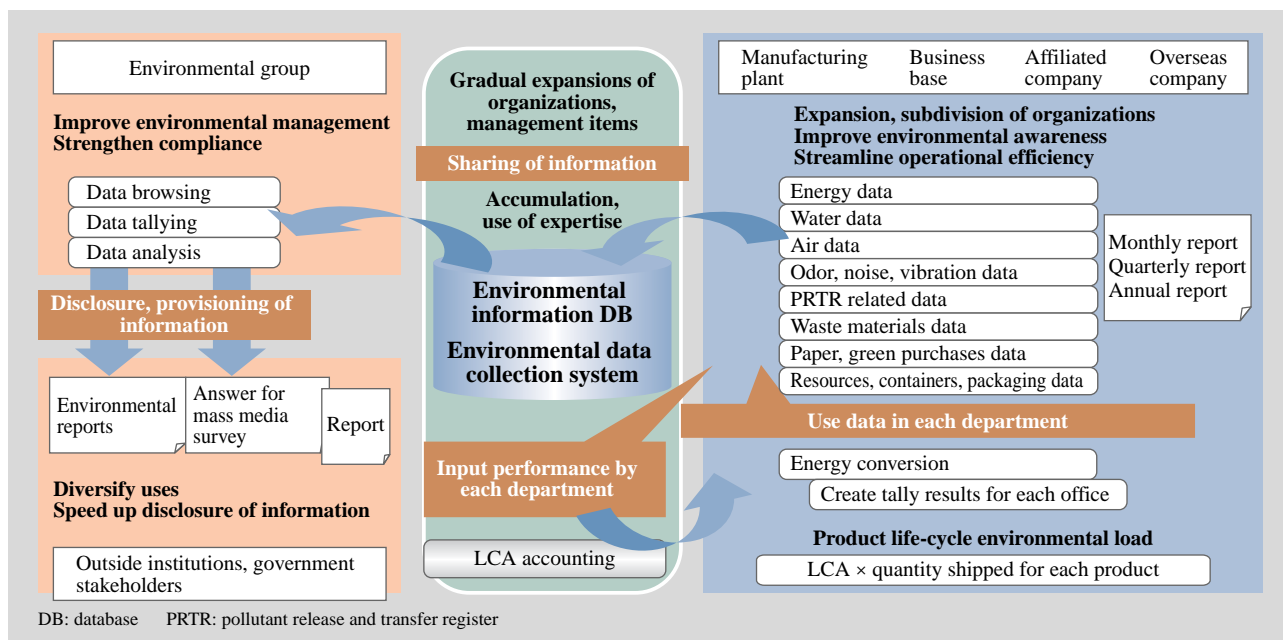 Environmental group
Improve environmental management
Strengthen compliance
Data browsing
Data tallying
Data analysis
Disclosure, provisioning of
information
Environmental
reports
Answer for
mass media
survey
Report
Diversify uses
Speed up disclosure of information
Outside institutions, government
stakeholders
Gradual expansions of
organizations,
management items
Sharing of information
Accumulation,
use of expertise
Environmental
information DB
Environmental data
collection system
Input performance by
each department
LCA accounting
Manufacturing
plant
Business
base
Affiliated
company
Overseas
company
Expansion, subdivision of organizations
Improve environmental awareness
Streamline operational efficiency
Energy data
Water data
Air data
Odor, noise, vibration data
PRTR related data
Waste materials data
Paper, green purchases data
Resources, containers, packaging data
Monthly report
Quarterly report
Annual report
Use data in each department
Energy conversion
Create tally results for each office
Product life-cycle environmental load
LCA × quantity shipped for each product
DB: database PRTR: pollutant release and transfer register